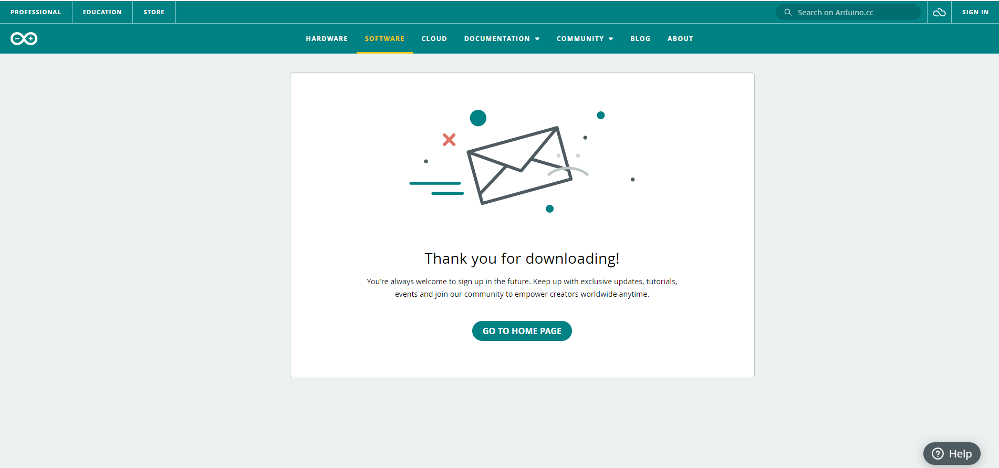 PROFESSIONAL EDUCATION STORE Search on Arduino.cc SIGN IN
HARDWARE SOFTWARE CLOUD DOCUMENTATION COMMUNITY BLOG ABOUT
Thank you for downloading!
You're always welcome to sign up in the future. Keep up with exclusive updates, tutorials,
events and join our community to empower creators worldwide anytime.
GO TO HOME PAGE
Help